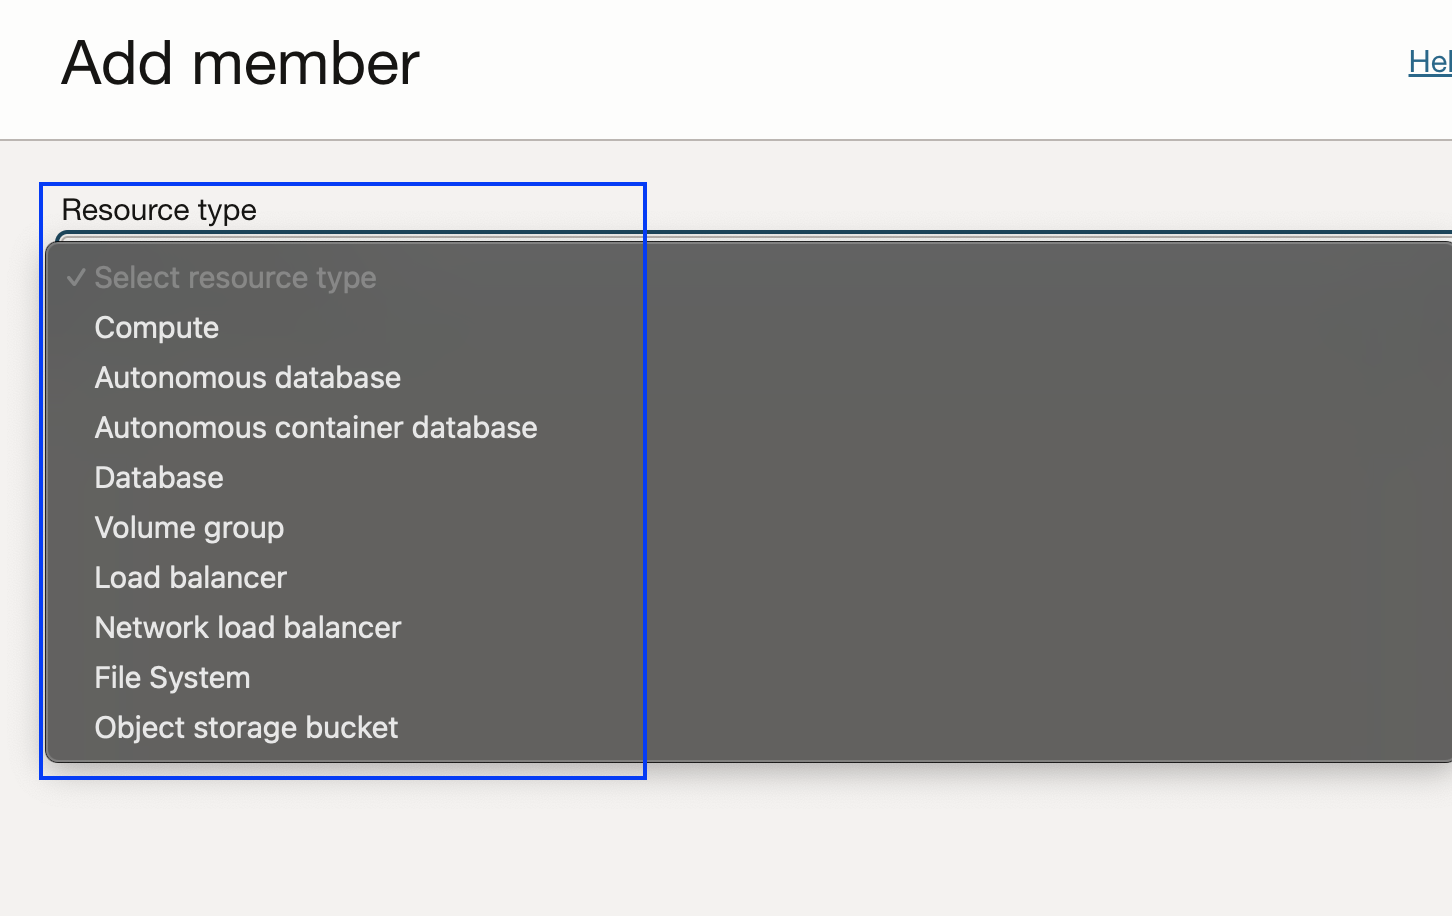 Add member
Resource type
✓ Select resource type
Compute
Autonomous database
Autonomous container database
Database
Volume group
Load balancer
Network load balancer
File System
Object storage bucket